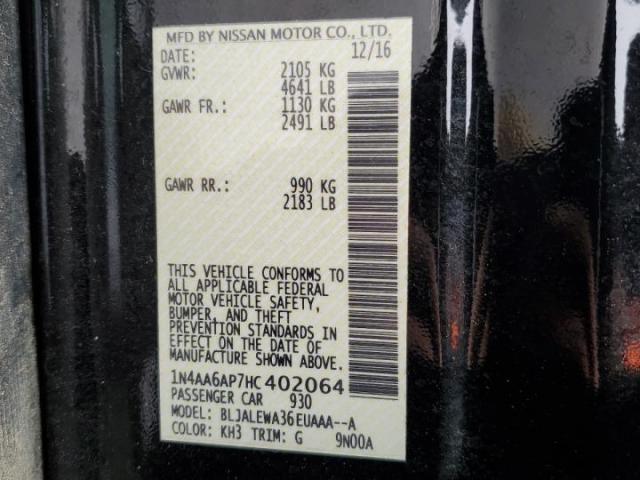 MFD BY NISSAN MOTOR CO., LTD.
DATE: 12/16
GVWR: 2105 KG
4641 LB
GAWR FR.: 1130 KG
2491 LB
GAWR RR.: 990 KG
2183 LB
THIS VEHICLE CONFORMS TO
ALL APPLICABLE FEDERAL
MOTOR VEHICLE SAFETY,
BUMPER, AND THEFT
PREVENTION STANDARDS IN
EFFECT ON THE DATE OF
MANUFACTURE SHOWN ABOVE.
1N4AA6AP7HC402064
PASSENGER CAR 930
MODEL: BLJALEWA36EUAAA--A
COLOR: KH3 TRIM: G 9N00A